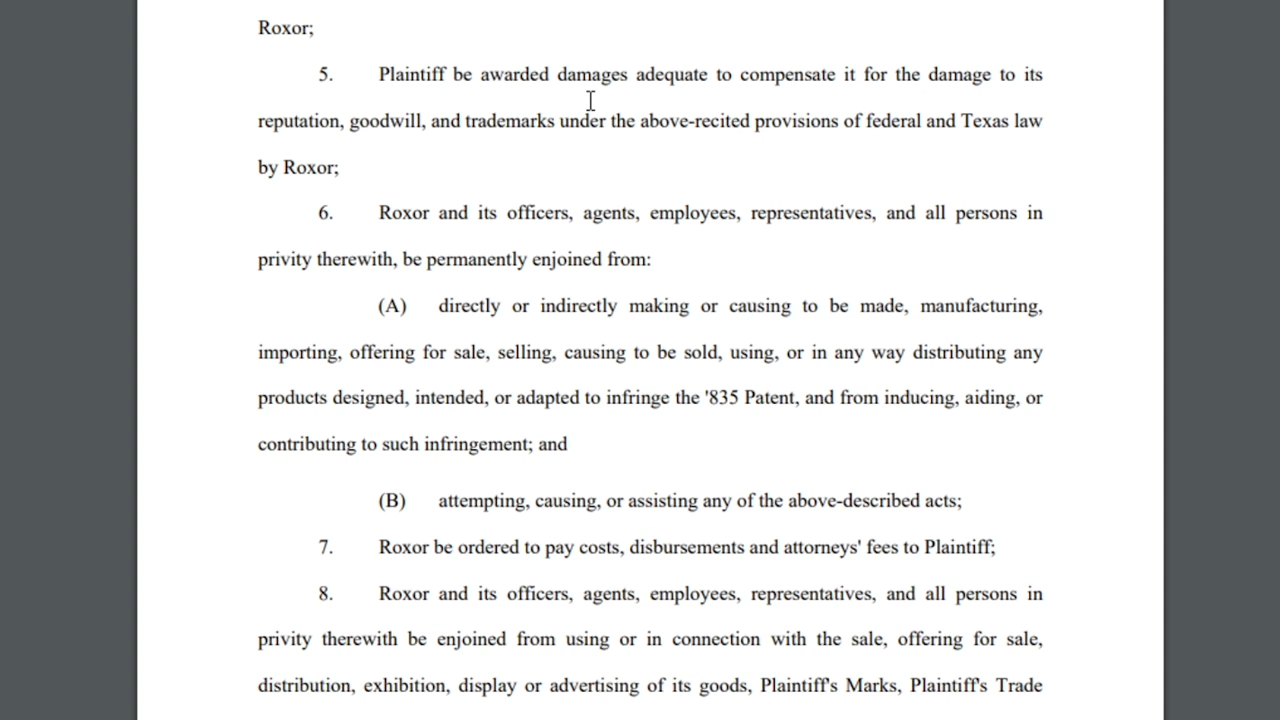 Roxor;
5. Plaintiff be awarded damages adequate to compensate it for the damage to its
reputation, goodwill, and trademarks under the above-recited provisions of federal and Texas law
by Roxor;
6. Roxor and its officers, agents, employees, representatives, and all persons in
privity therewith, be permanently enjoined from:
(A) directly or indirectly making or causing to be made, manufacturing,
importing, offering for sale, selling, causing to be sold, using, or in any way distributing any
products designed, intended, or adapted to infringe the '835 Patent, and from inducing, aiding, or
contributing to such infringement; and
(B) attempting, causing, or assisting any of the above-described acts;
7. Roxor be ordered to pay costs, disbursements and attorneys' fees to Plaintiff;
8. Roxor and its officers, agents, employees, representatives, and all persons in
privity therewith be enjoined from using or in connection with the sale, offering for sale,
distribution, exhibition, display or advertising of its goods, Plaintiff's Marks, Plaintiff's Trade